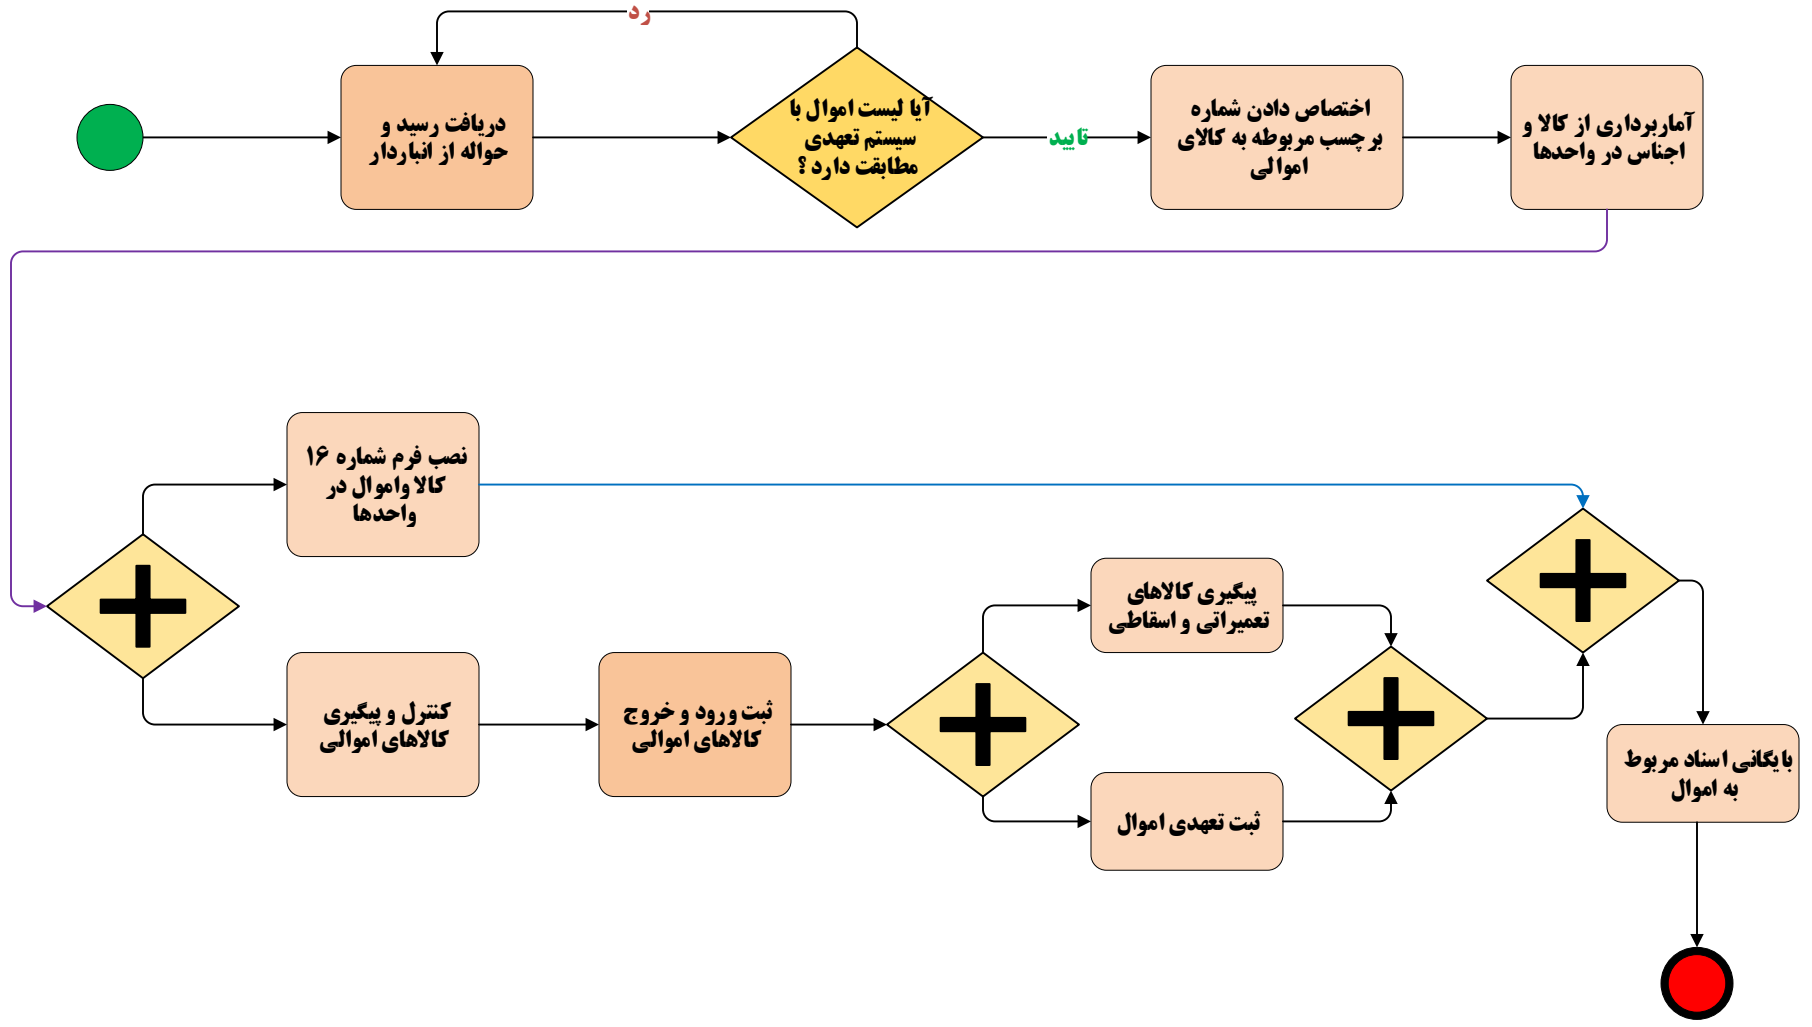 رد
دریافت رسید و
حواله از انباردار
آیا لیست اموال با
سیستم تعهدی
مطابقت دارد ؟
تایید
اختصاص دادن شماره
برچسب مربوطه به کالای
اموالی
آماربرداری از کالا و
اجناس در واحدها
نصب فرم شماره ۱۶
کالا واموال در
واحدها
کنترل و پیگیری
کالاهای اموالی
ثبت ورود و خروج
کالاهای اموالی
پیگیری کالاهای
تعمیراتی و اسقاطی
ثبت تعهدی اموال
بایگانی اسناد مربوط
به اموال